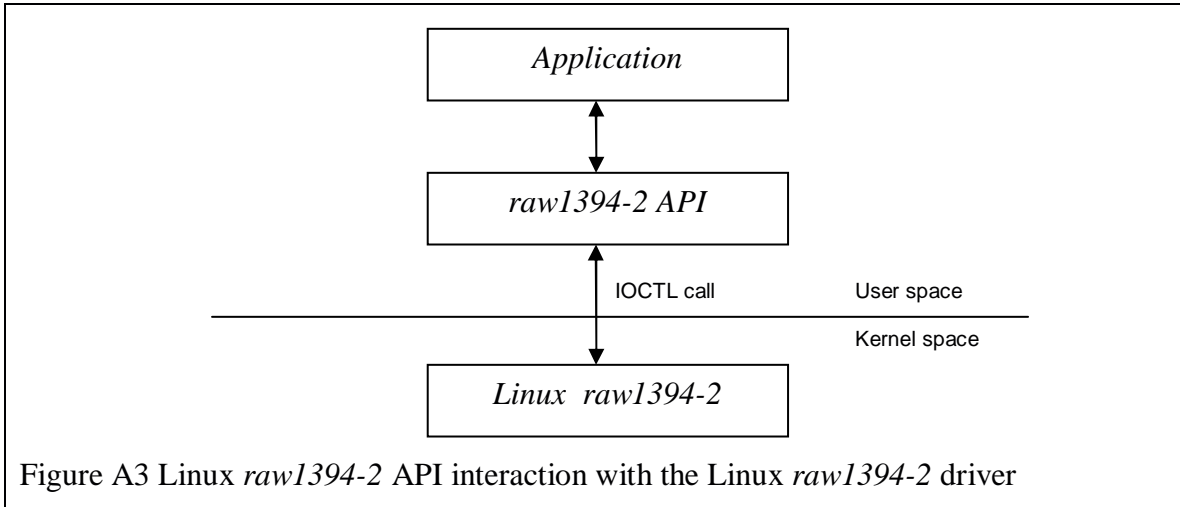 Application
raw1394-2 API
IOCTL call
User space
Kernel space
Linux raw1394-2
Figure A3 Linux raw1394-2 API interaction with the Linux raw1394-2 driver